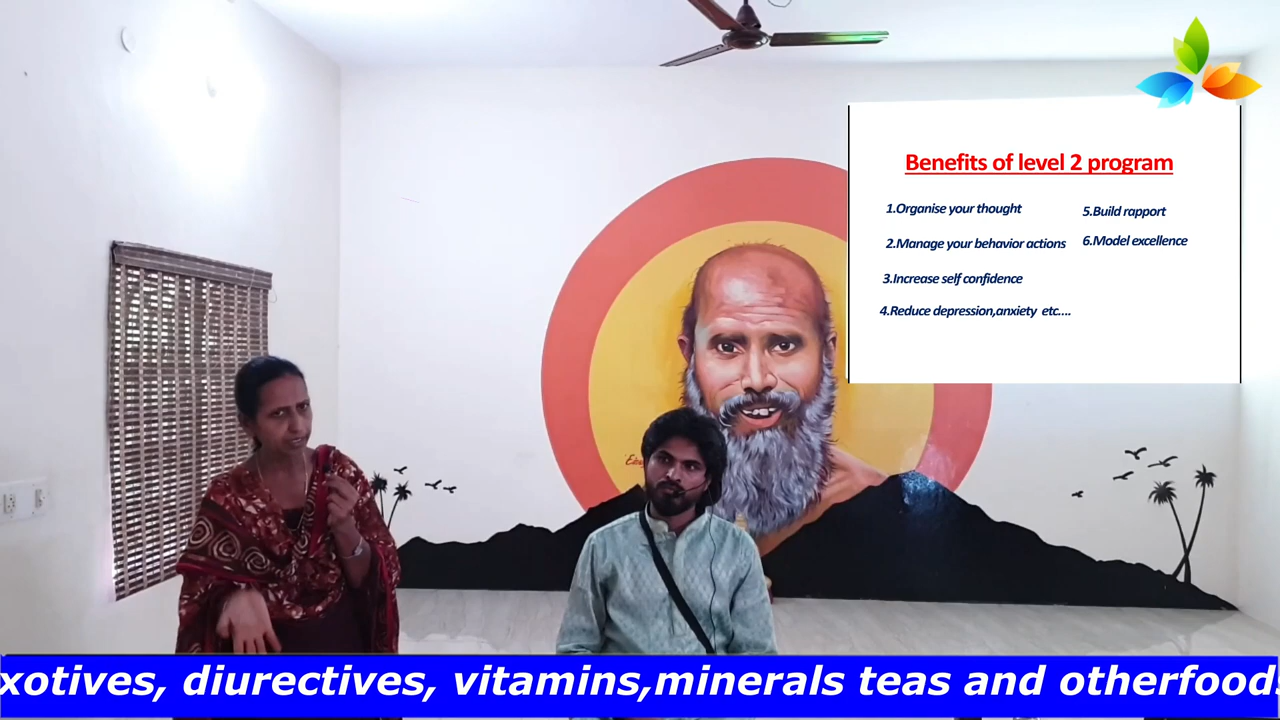 Benefits of level 2 program
1.Organise your thought
2.Manage your behavior actions
3.Increase self confidence
4.Reduce depression,anxiety etc....
5.Build rapport
6.Model excellence
xotives, diurectives, vitamins,minerals teas and otherfoods